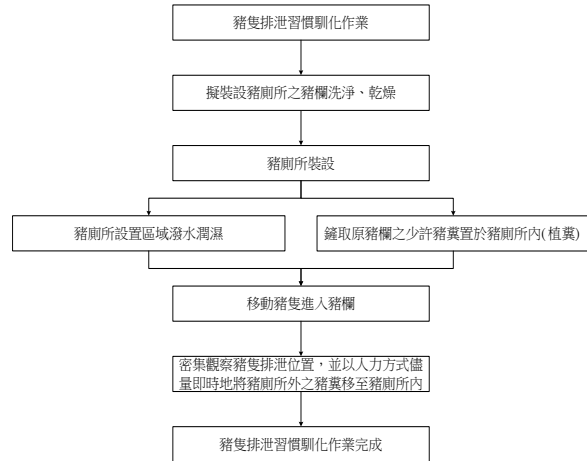 豬隻排泄習慣馴化作業
擬裝設豬廁所之豬欄洗淨、乾燥
豬廁所裝設
豬廁所設置區域潑水潤濕
鏟取原豬欄之少許豬糞置於豬廁所內(植糞)
移動豬隻進入豬欄
密集觀察豬隻排泄位置，並以人力方式儘
量即時地將豬廁所外之豬糞移至豬廁所內
豬隻排泄習慣馴化作業完成